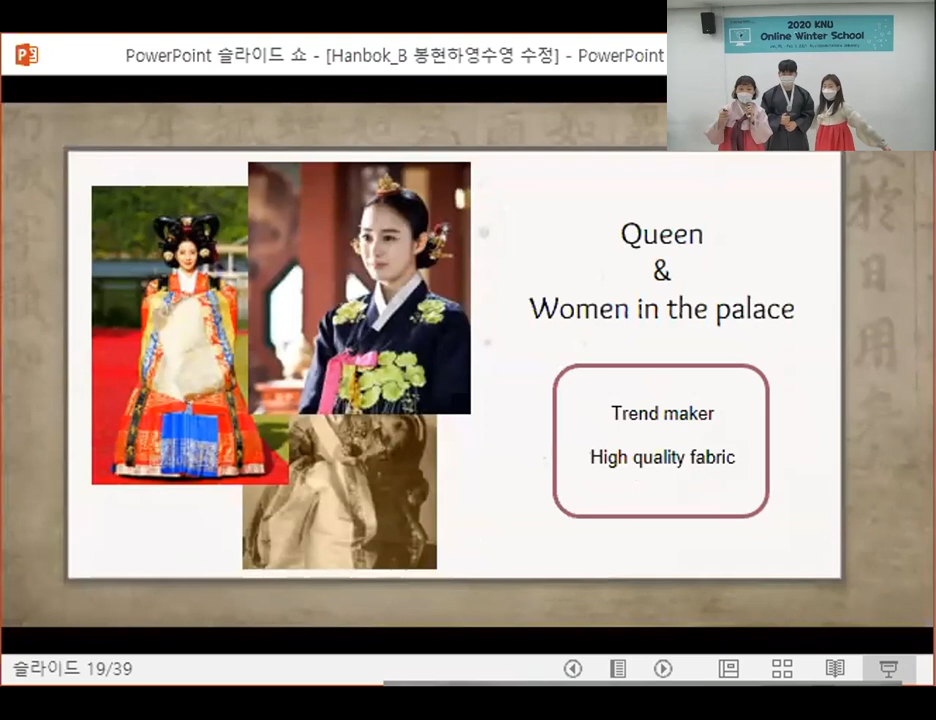 PowerPoint 슬라이드 쇼 - [Hanbok_B 봉현하영수영 수정] - PowerPoint
2020 KNU
Online Winter School
Queen
&
Women in the palace
Trend maker
High quality fabric
슬라이드 19/39